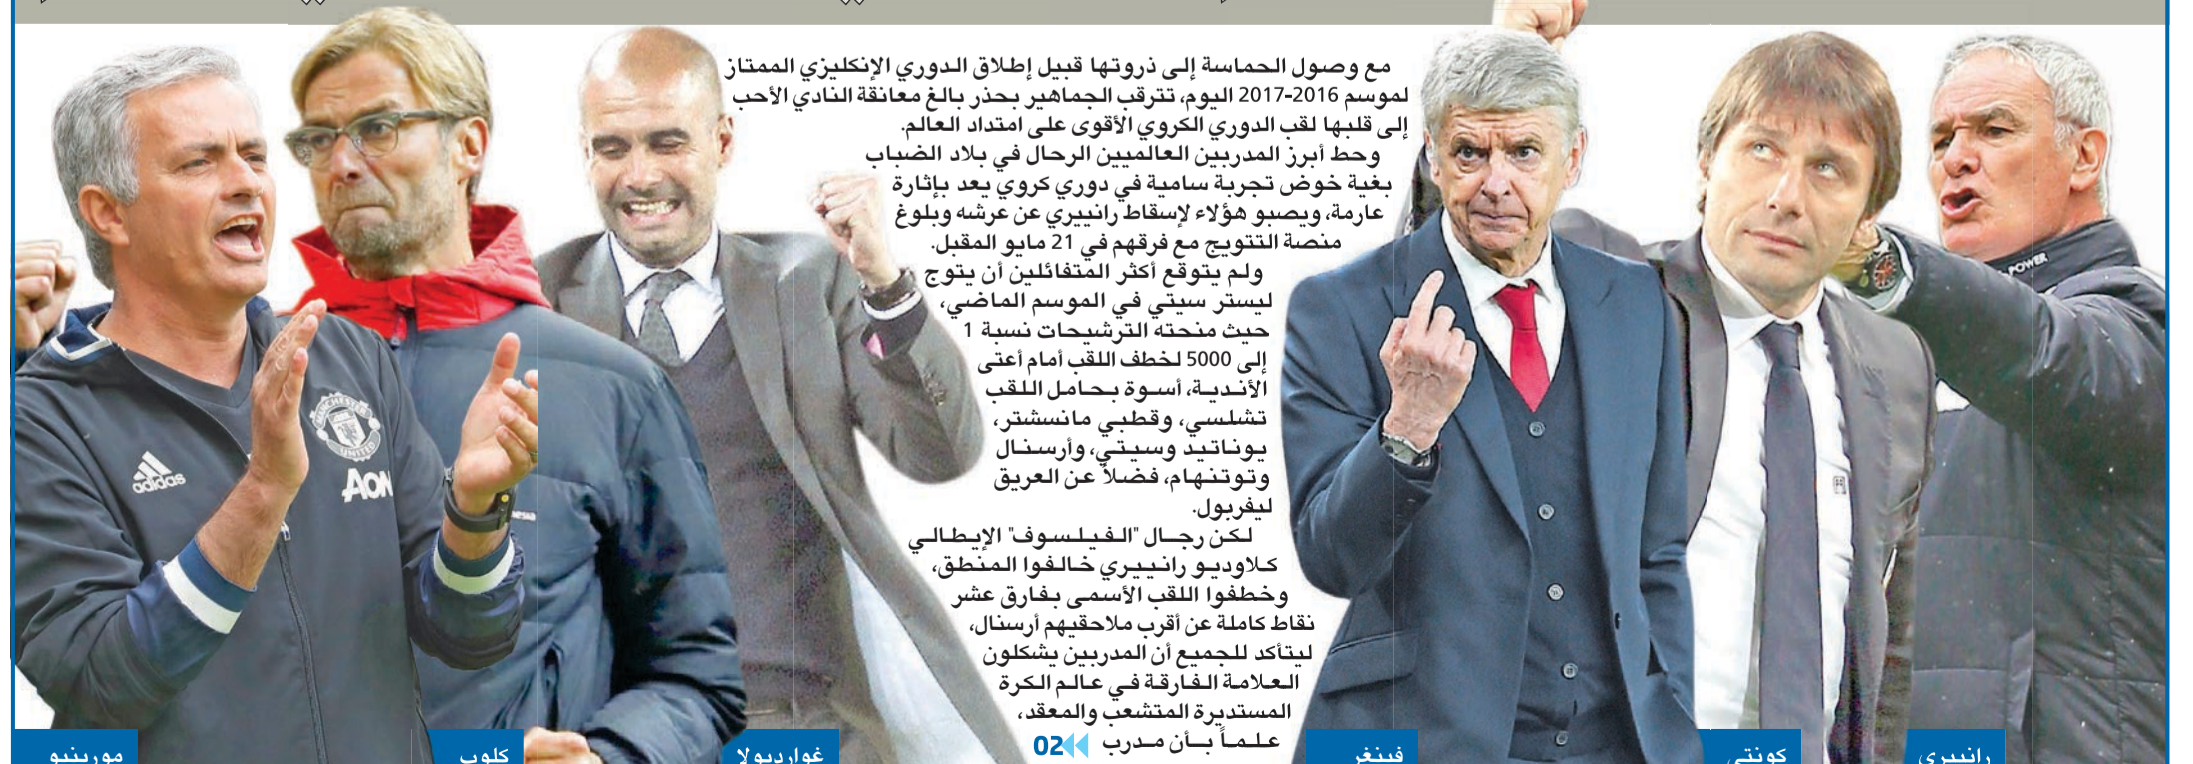 مع وصول الحماسة إلى ذروتها قبيل إطلاق الدوري الإنكليزي الممتاز
لموسم 2016-2017 اليوم، تترقب الجماهير بحذر بالغ معانقة النادي الأحب
إلى قلبها لقب الدوري الكروي الأقوى على امتداد العالم.
وحط أبرز المدربين العالميين الرحال في بلاد الضباب
بغية خوض تجربة سامية في دوري كروي يعد بإثارة
عارمة، ويصبو هؤلاء لإسقاط رانييري عن عرشه وبلوغ
منصة التتويج مع فرقهم في 21 مايو المقبل.
ولم يتوقع أكثر المتفائلين أن يتوج
ليستر سيتي في الموسم الماضي،
حيث منحته الترشيحات نسبة 1
إلى 5000 لخطف اللقب أمام أعتى
الأندية، أسوة بحامل اللقب
تشلسي، وقطبي مانسشتر،
يوناتيد وسيتي، وأرسنال
وتوتنهام، فضلاً عن العريق
ليفربول.
لكن رجال "الفيلسوف" الإيطالي
كلاوديو رانييري خالفوا المنطق،
وخطفوا اللقب الأسمى بفارق عشر
نقاط كاملة عن أقرب ملاحقيهم أرسنال،
ليتأكد للجميع أن المدربين يشكلون
العلامة الفارقة في عالم الكرة
المستديرة المتشعب والمعقد،
علماً بأن مدرب 02
رانييري
كونتي
فينغر
غوارديولا
كلوب
مورينيو
POWER
MANCHESTER
UNITED
adidas
AON